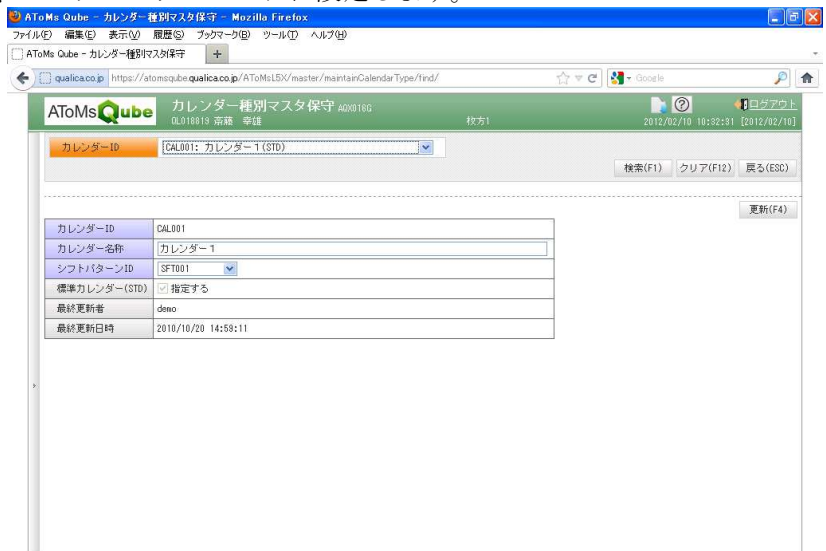 AToMs Qube - カレンダー種別マスタ保守 - Mozilla Firefox
ファイル(F) 編集(E) 表示(V) 履歴(S) ブックマーク(B) ツール(T) ヘルプ(H)
AToMs Qube - カレンダー種別マスタ保守 +
qualica.co.jp https://atomsqube.qualica.co.jp/AToMsL5X/master/maintainCalendarType/find/ Google
AToMs Qube カレンダー種別マスタ保守 AQX016G ? ログアウト
0L018819 斎藤 幸雄 枚方1 2012/02/10 10:32:31 [2012/02/10]
カレンダーID CAL001: カレンダー1(STD)
検索(F1) クリア(F12) 戻る(ESC)
更新(F4)
カレンダーID CAL001
カレンダー名称 カレンダー1
シフトパターンID SFT001
標準カレンダー(STD) 指定する
最終更新者 demo
最終更新日時 2010/10/20 14:59:11